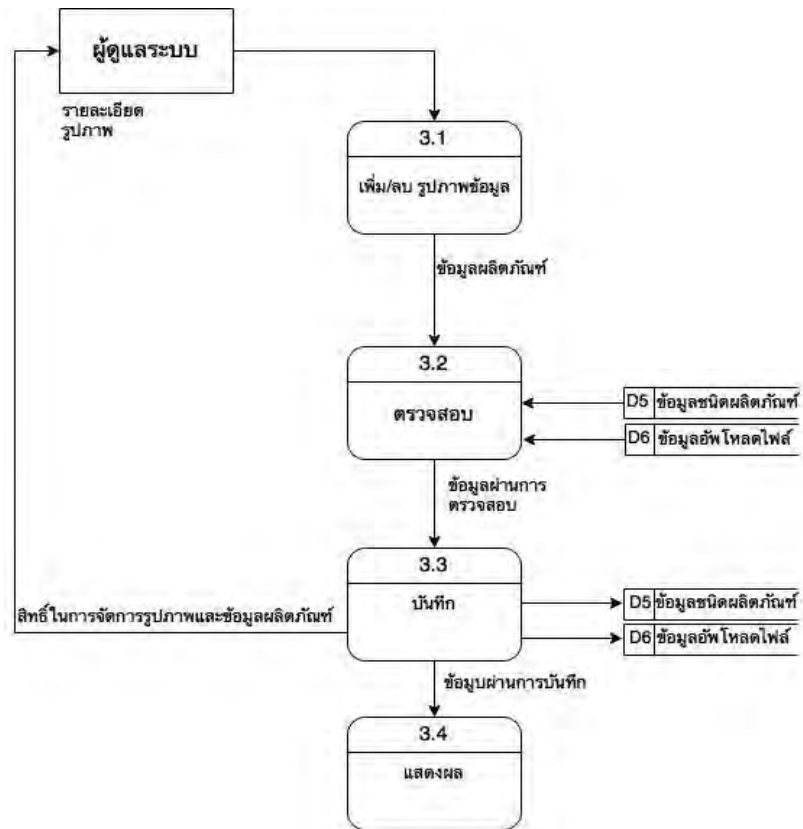 ผู้ดูแลระบบ
รายละเอียด
รูปภาพ
3.1
เพิ่ม/ลบ รูปภาพข้อมูล
ข้อมูลผลิตภัณฑ์
3.2
ตรวจสอบ
D5 ข้อมูลชนิดผลิตภัณฑ์
D6 ข้อมูลอัพโหลดไฟล์
ข้อมูลผ่านการ
ตรวจสอบ
3.3
บันทึก
D5 ข้อมูลชนิดผลิตภัณฑ์
D6 ข้อมูลอัพโหลดไฟล์
สิทธิ์ในการจัดการรูปภาพและข้อมูลผลิตภัณฑ์
ข้อมูบผ่านการบันทึก
3.4
แสดงผล